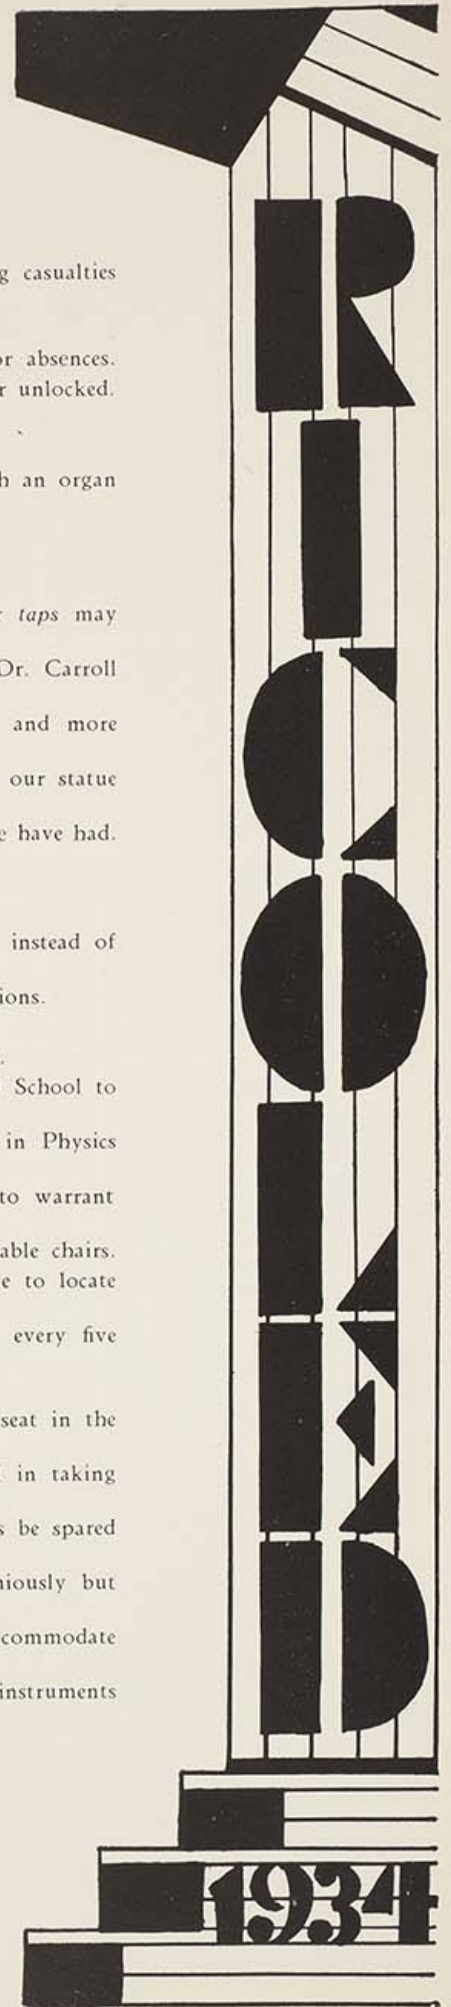 g casualties
or absences.
r unlocked.
h an organ
r taps may
Dr. Carroll
and more
our statue
e have had.
instead of
ions.
.
School to
in Physics
to warrant
able chairs.
e to locate
every five
seat in the
in taking
s be spared
niously but
commodate
instruments
RICOLED
1934